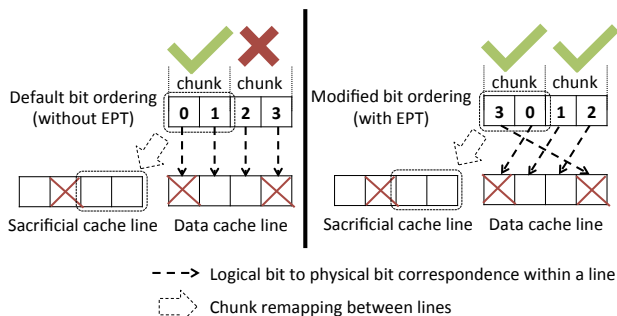 chunk chunk
Default bit ordering
(without EPT)
0 1 2 3
Sacrificial cache line
Data cache line
chunk chunk
Modified bit ordering
(with EPT)
3 0 1 2
Sacrificial cache line
Data cache line
Logical bit to physical bit correspondence within a line
Chunk remapping between lines